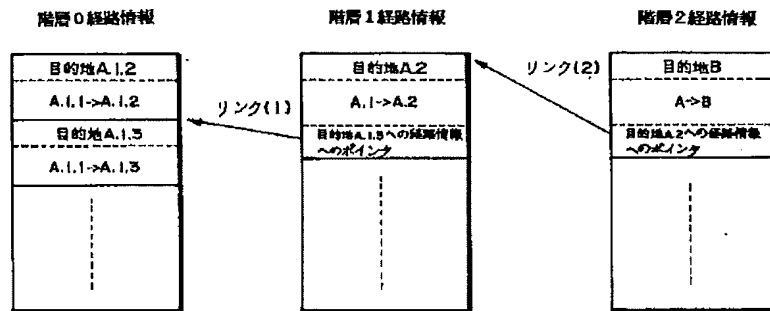 階層0経路情報
目的地A.1.2
A.1.1->A.1.2
目的地A.1.3
A.1.1->A.1.3
リンク(1)
階層1経路情報
目的地A.2
A.1->A.2
目的地A.1.3への経路情報
へのポインタ
リンク(2)
階層2経路情報
目的地B
A->B
目的地A.2への経路情報
へのポインタ